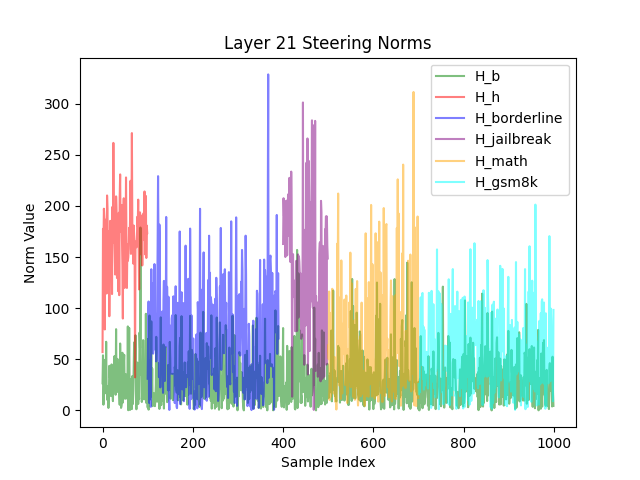 Layer 21 Steering Norms
H_b
H_h
H_borderline
H_jailbreak
H_math
H_gsm8k
300
250
200
150
100
50
0
Norm Value
0
200
400
600
800
1000
Sample Index